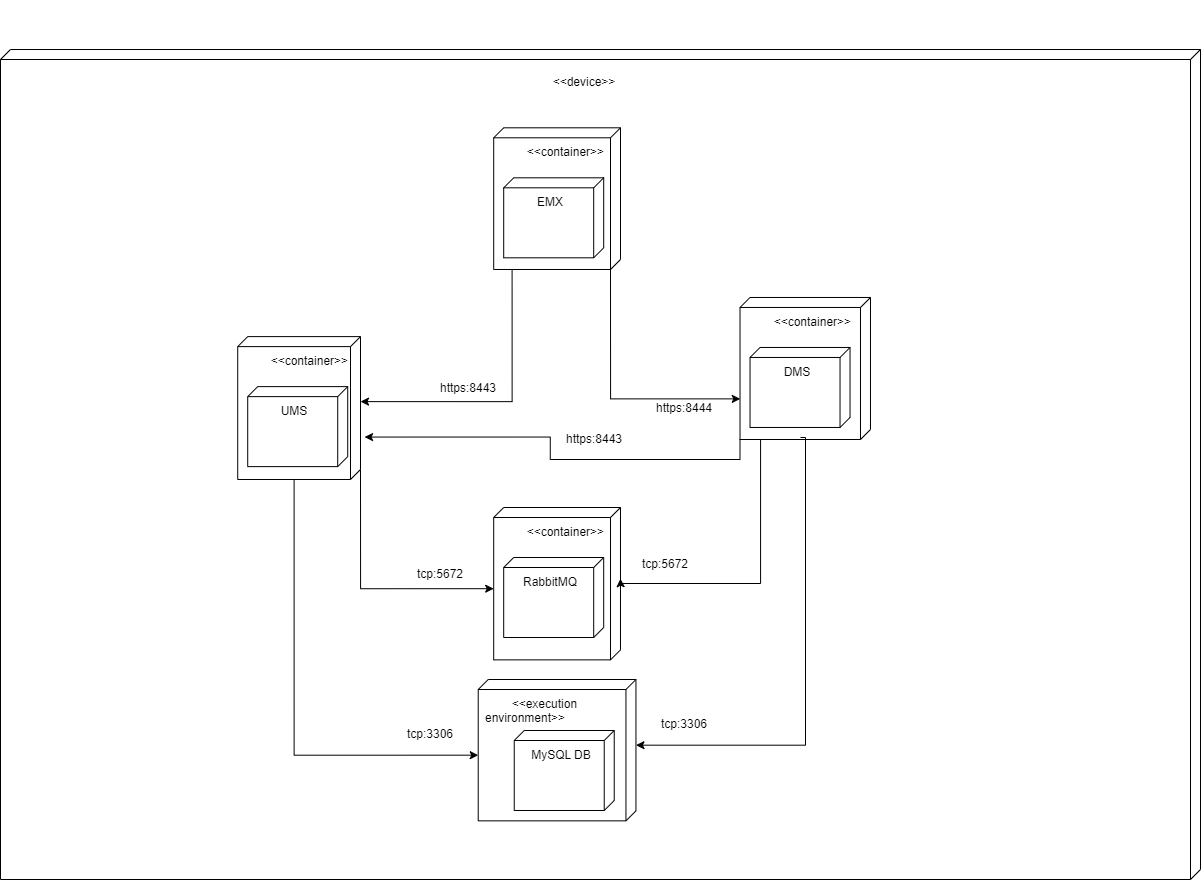 <<device>>
<<container>>
EMX
<<container>>
DMS
<<container>>
UMS
https:8443
https:8444
https:8443
<<container>>
RabbitMQ
tcp:5672
tcp:5672
<<execution
environment>>
MySQL DB
tcp:3306
tcp:3306